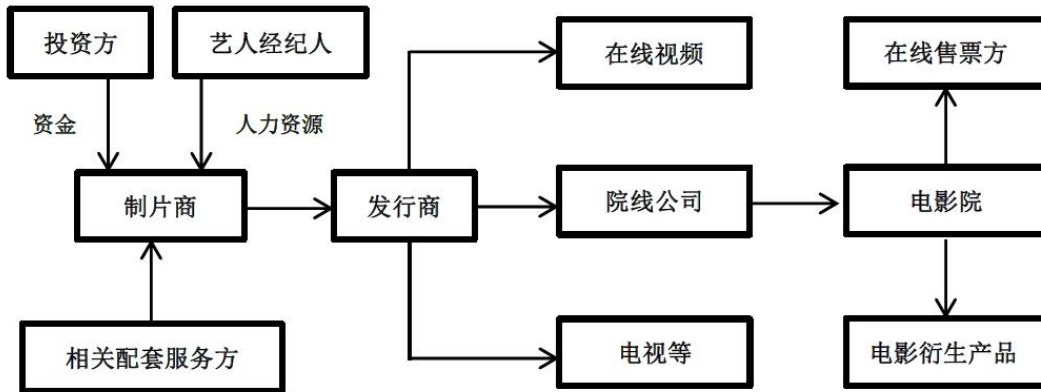 投资方
艺人经纪人
在线视频
在线售票方
资金
人力资源
制片商
发行商
院线公司
电影院
相关配套服务方
电视等
电影衍生产品